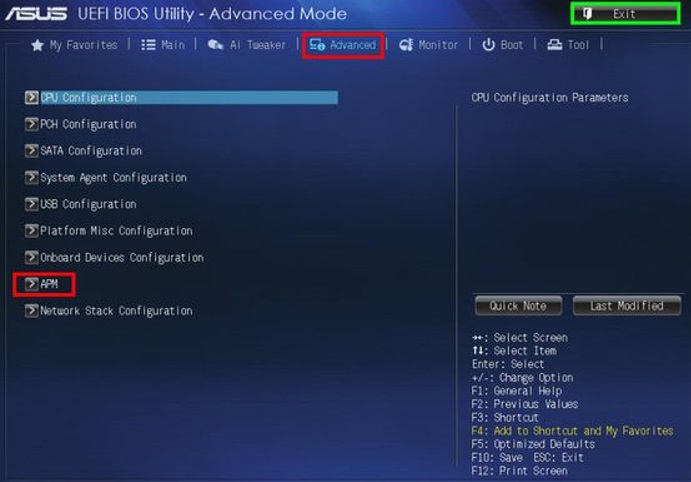 ASUS UEFI BIOS Utility - Advanced Mode
Exit
My Favorites
Main
Ai Tweaker
Advanced
Monitor
Boot
Tool
CPU Configuration
PCH Configuration
SATA Configuration
System Agent Configuration
USB Configuration
Platform Misc Configuration
Onboard Devices Configuration
APM
Network Stack Configuration
CPU Configuration Parameters
Quick Note
Last Modified
→←: Select Screen
↑↓: Select Item
Enter: Select
+/-: Change Option
F1: General Help
F2: Previous Values
F3: Shortcut
F4: Add to Shortcut and My Favorites
F5: Optimized Defaults
F10: Save ESC: Exit
F12: Print Screen